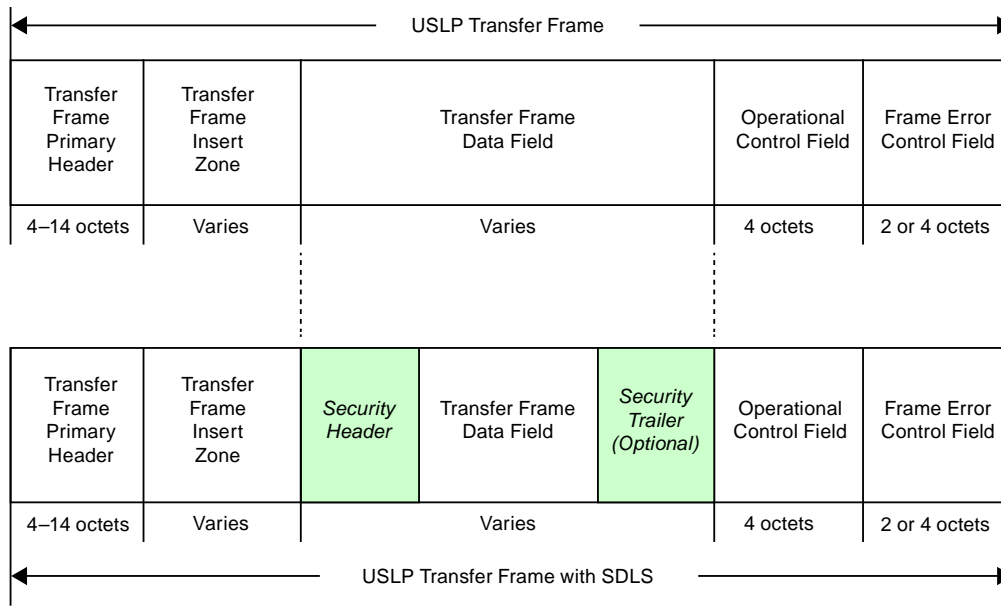 USLP Transfer Frame
Transfer
Frame
Primary
Header
Transfer
Frame
Insert
Zone
Transfer Frame
Data Field
Operational
Control Field
Frame Error
Control Field
4–14 octets
Varies
Varies
4 octets
2 or 4 octets
Transfer
Frame
Primary
Header
Transfer
Frame
Insert
Zone
Security
Header
Transfer Frame
Data Field
Security
Trailer
(Optional)
Operational
Control Field
Frame Error
Control Field
4–14 octets
Varies
Varies
4 octets
2 or 4 octets
USLP Transfer Frame with SDLS